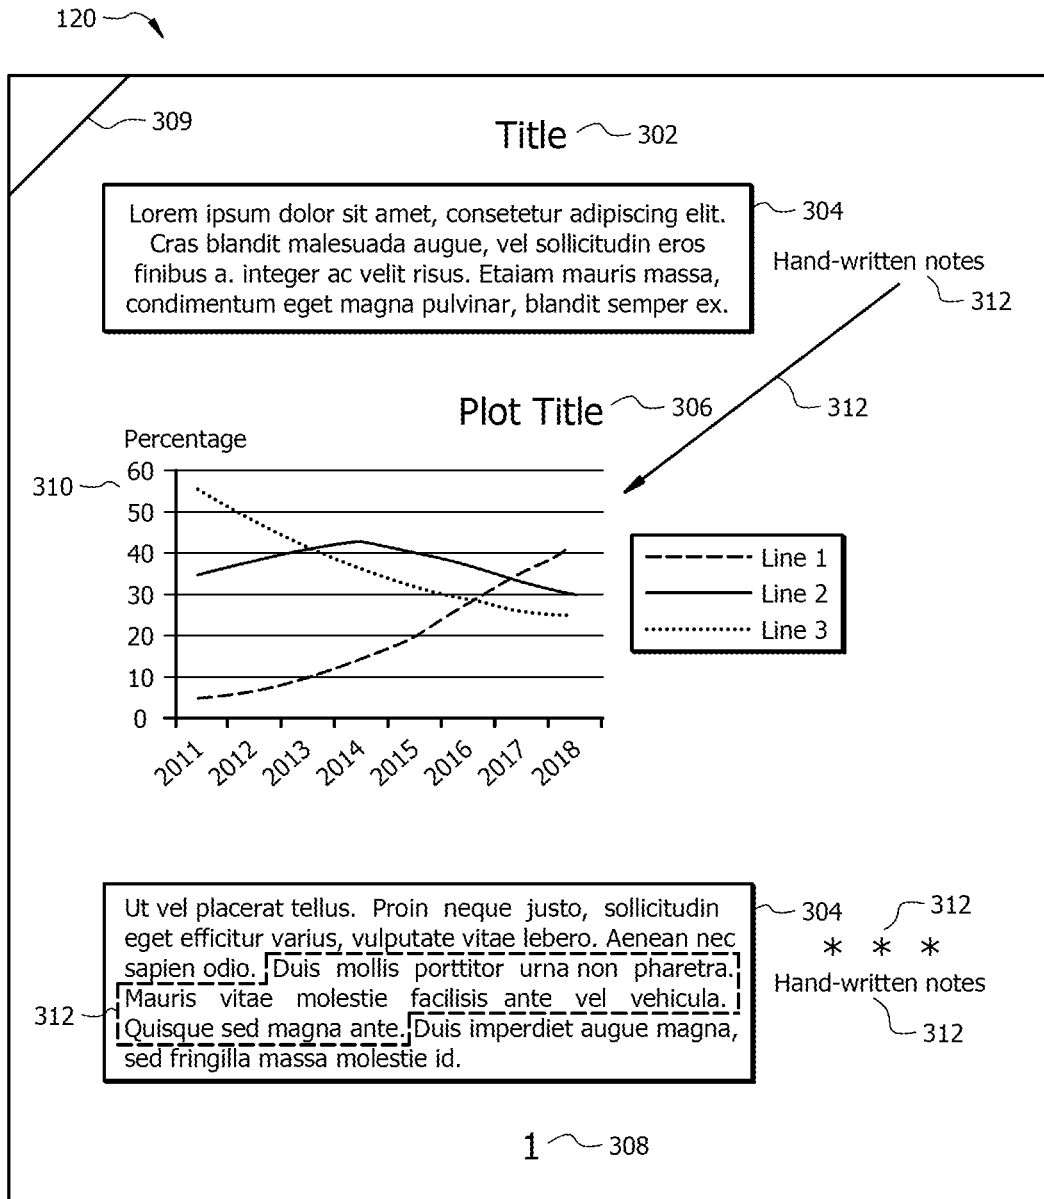 120
309
Title 302
Lorem ipsum dolor sit amet, consetetur adipiscing elit.
Cras blandit malesuada augue, vel sollicitudin eros
finibus a. integer ac velit risus. Etaiam mauris massa,
condimentum eget magna pulvinar, blandit semper ex.
304
Hand-written notes
312
312
Plot Title 306
Percentage
310
60
50
40
30
20
10
0
2011 2012 2013 2014 2015 2016 2017 2018
Line 1
Line 2
Line 3
Ut vel placerat tellus. Proin neque justo, sollicitudin
eget efficitur varius, vulputate vitae lebero. Aenean nec
sapien odio. Duis mollis porttitor urna non pharetra.
Mauris vitae molestie facilisis ante vel vehicula.
Quisque sed magna ante. Duis imperdiet augue magna,
sed fringilla massa molestie id.
312
304
312
* * *
Hand-written notes
312
1 308